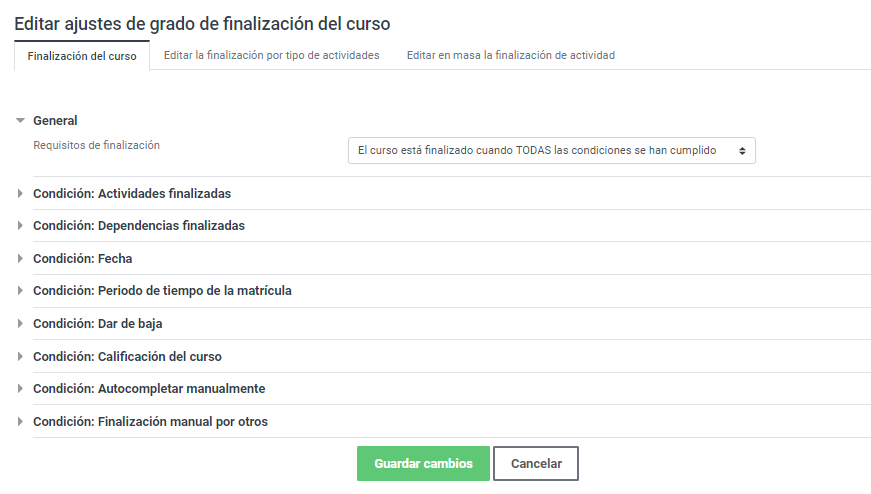 Editar ajustes de grado de finalización del curso
Finalización del curso
Editar la finalización por tipo de actividades
Editar en masa la finalización de actividad
General
Requisitos de finalización
El curso está finalizado cuando TODAS las condiciones se han cumplido
Condición: Actividades finalizadas
Condición: Dependencias finalizadas
Condición: Fecha
Condición: Periodo de tiempo de la matrícula
Condición: Dar de baja
Condición: Calificación del curso
Condición: Autocompletar manualmente
Condición: Finalización manual por otros
Guardar cambios
Cancelar